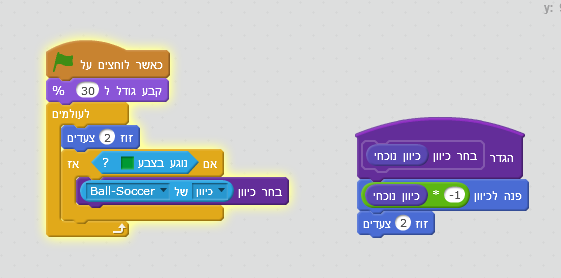 y:
כאשר לוחצים על
קבע גודל ל 30 %
לעולמים
זוז 2 צעדים
אם נוגע בצבע ? אז
בחר כיוון כיוון של Ball-Soccer
הגדר בחר כיוון כיוון נוכחי
פנה לכיוון -1 * כיוון נוכחי
זוז 2 צעדים